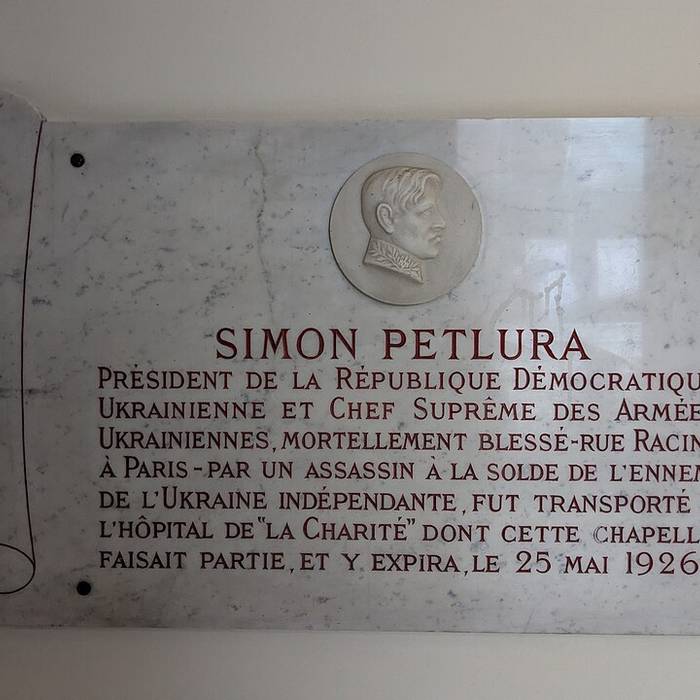 SIMON PETLURA
PRÉSIDENT DE LA RÉPUBLIQUE DÉMOCRATIQU
UKRAINIENNE ET CHEF SUPRÊME DES ARMÉE
UKRAINIENNES, MORTELLEMENT BLESSÉ-RUE RACIN
À PARIS-PAR UN ASSASSIN À LA SOLDE DE L'ENNEM
DE L'UKRAINE INDÉPENDANTE, FUT TRANSPORTÉ
L'HÔPITAL DE "LA CHARITÉ" DONT CETTE CHAPELL
FAISAIT PARTIE, ET Y EXPIRA, LE 25 MAI 1926